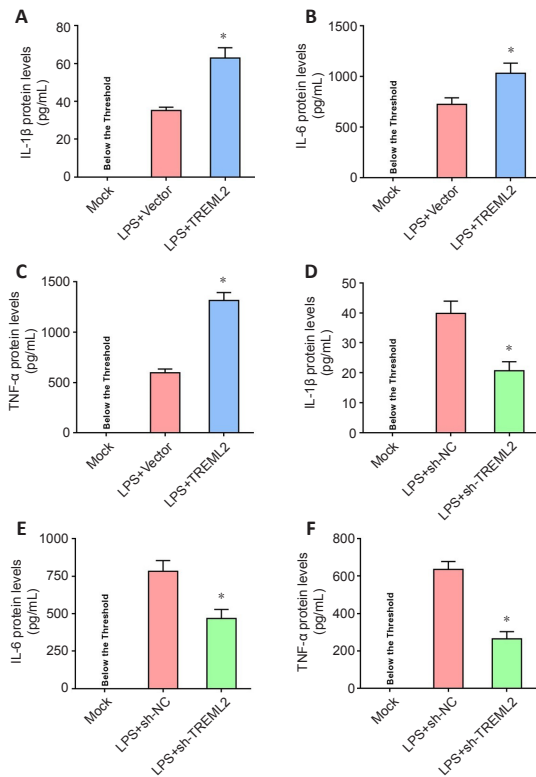 A
IL-1β protein levels
(pg/mL)
80
60
40
20
0
Below the Threshold
*
Mock
LPS+Vector
LPS+TREML2
B
IL-6 protein levels
(pg/mL)
1500
1000
500
0
Below the Threshold
*
Mock
LPS+Vector
LPS+TREML2
C
TNF-α protein levels
(pg/mL)
1500
1000
500
0
Below the Threshold
*
Mock
LPS+Vector
LPS+TREML2
D
IL-1β protein levels
(pg/mL)
50
40
30
20
10
0
Below the Threshold
*
Mock
LPS+sh-NC
LPS+sh-TREML2
E
IL-6 protein levels
(pg/mL)
1000
750
500
250
0
Below the Threshold
*
Mock
LPS+sh-NC
LPS+sh-TREML2
F
TNF-α protein levels
(pg/mL)
800
600
400
200
0
Below the Threshold
*
Mock
LPS+sh-NC
LPS+sh-TREML2